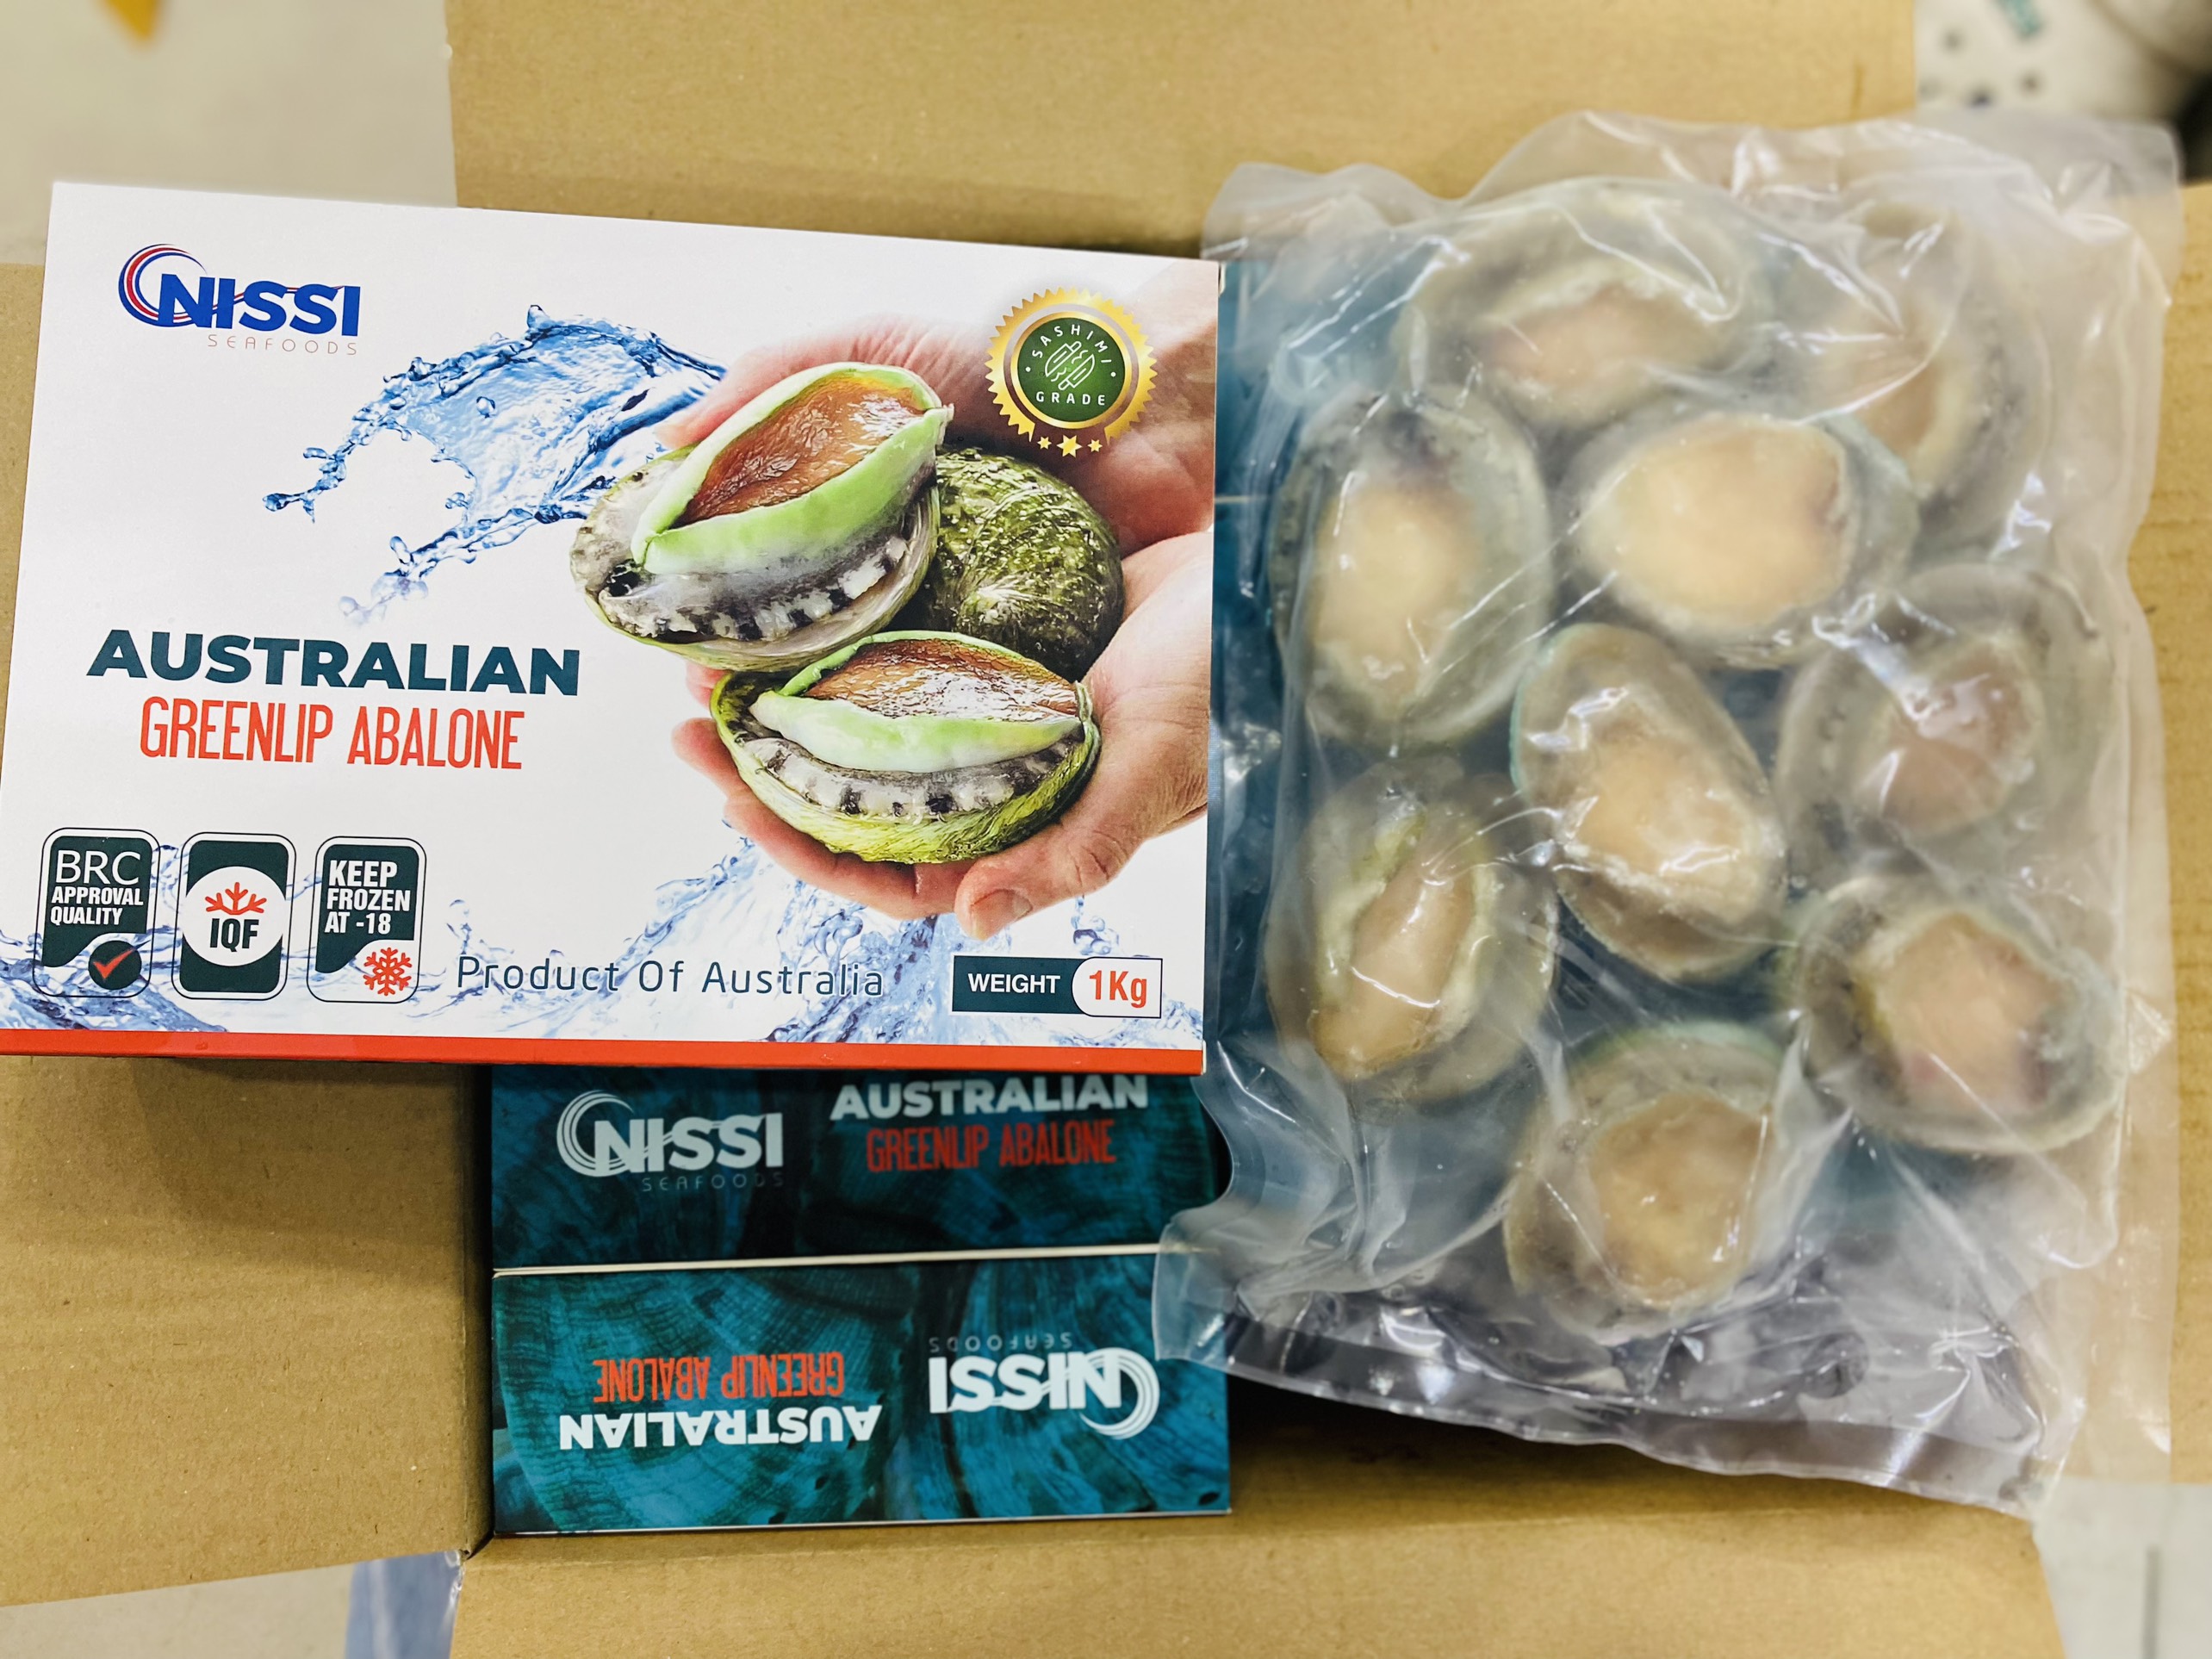 NISSI
SEAFOODS
SASHIMI
GRADE
AUSTRALIAN
GREENLIP ABALONE
BRC
APPROVAL
QUALITY
IQF
KEEP
FROZEN
AT -18
Product Of Australia
WEIGHT 1Kg
NISSI
SEAFOODS
AUSTRALIAN
GREENLIP ABALONE
NISSI
SEAFOODS
AUSTRALIAN
GREENLIP ABALONE